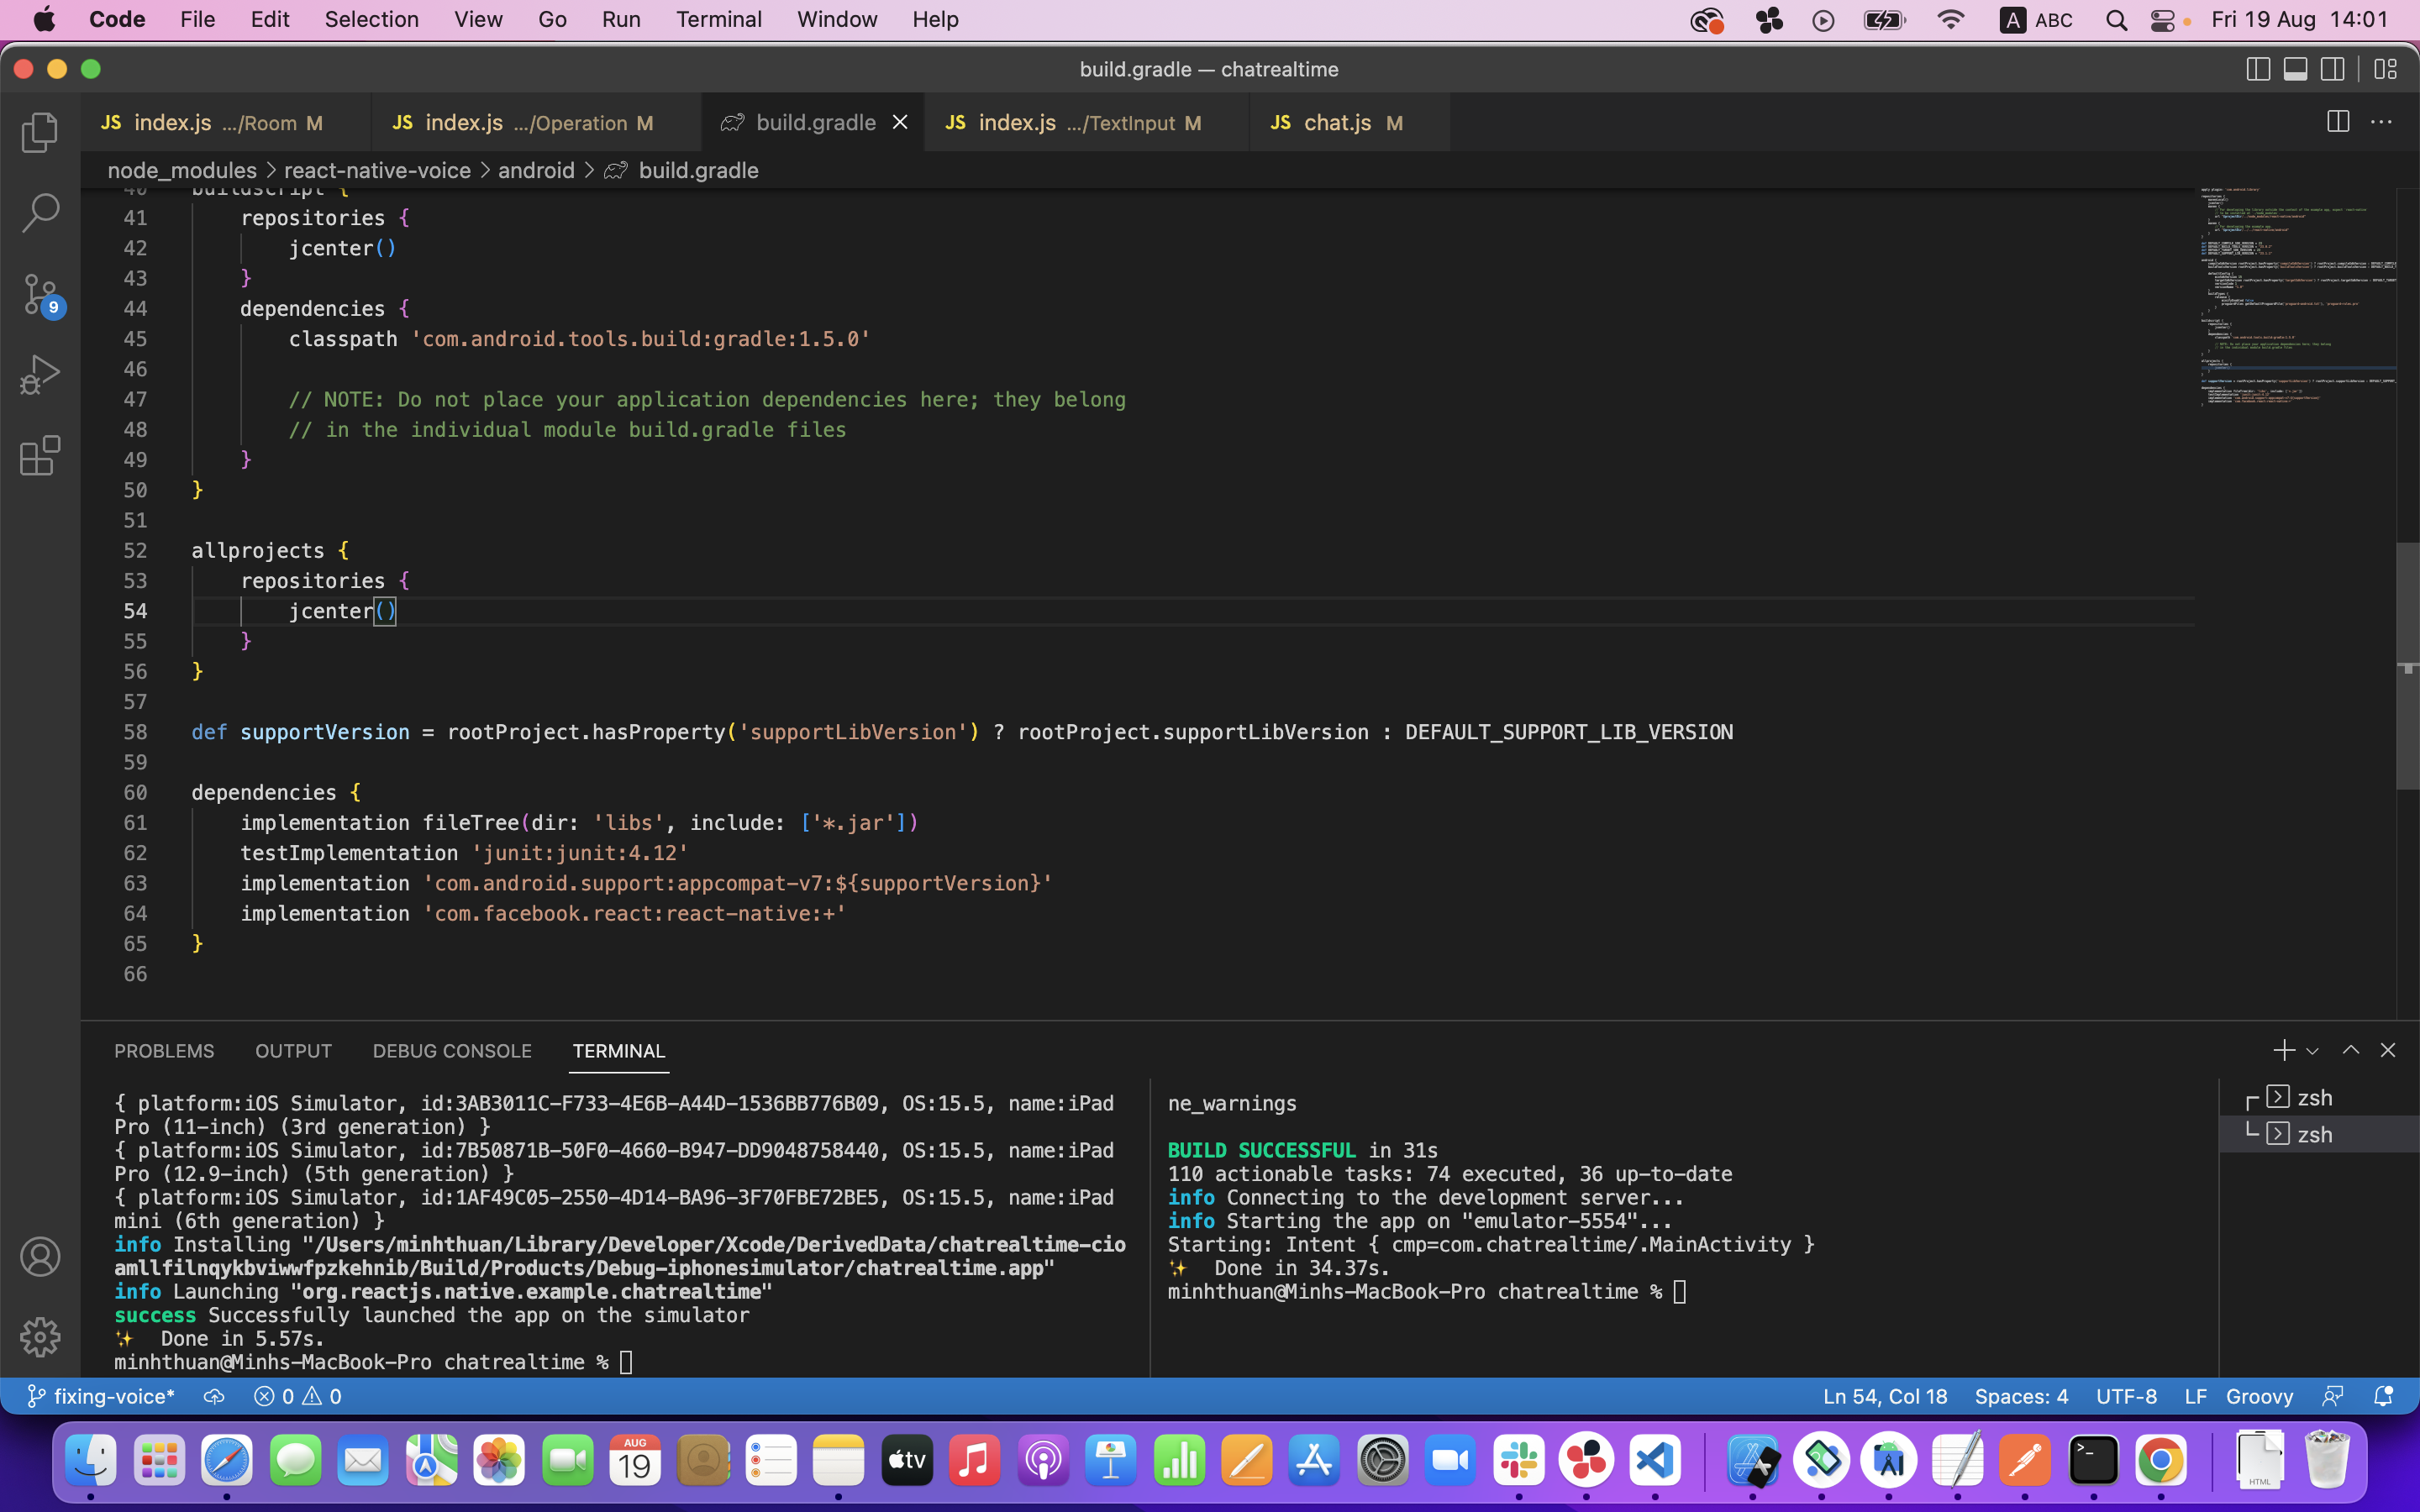 Code File Edit Selection View Go Run Terminal Window Help A ABC Fri 19 Aug 14:01
build.gradle — chatrealtime
JS index.js .../Room M JS index.js .../Operation M build.gradle JS index.js .../TextInput M JS chat.js M
node_modules > react-native-voice > android > build.gradle
40 buildscript {
41 repositories {
42 jcenter()
43 }
44 dependencies {
45 classpath 'com.android.tools.build:gradle:1.5.0'
46
47 // NOTE: Do not place your application dependencies here; they belong
48 // in the individual module build.gradle files
49 }
50 }
51
52 allprojects {
53 repositories {
54 jcenter()
55 }
56 }
57
58 def supportVersion = rootProject.hasProperty('supportLibVersion') ? rootProject.supportLibVersion : DEFAULT_SUPPORT_LIB_VERSION
59
60 dependencies {
61 implementation fileTree(dir: 'libs', include: ['*.jar'])
62 testImplementation 'junit:junit:4.12'
63 implementation 'com.android.support:appcompat-v7:${supportVersion}'
64 implementation 'com.facebook.react:react-native:+'
65 }
66
9
PROBLEMS OUTPUT DEBUG CONSOLE TERMINAL
{ platform:iOS Simulator, id:3AB3011C-F733-4E6B-A44D-1536BB776B09, OS:15.5, name:iPad
Pro (11-inch) (3rd generation) }
{ platform:iOS Simulator, id:7B50871B-50F0-4660-B947-DD9048758440, OS:15.5, name:iPad
Pro (12.9-inch) (5th generation) }
{ platform:iOS Simulator, id:1AF49C05-2550-4D14-BA96-3F70FBE72BE5, OS:15.5, name:iPad
mini (6th generation) }
info Installing "/Users/minhthuan/Library/Developer/Xcode/DerivedData/chatrealtime-cio
amllfilnqykbviwwfpzkehnib/Build/Products/Debug-iphonesimulator/chatrealtime.app"
info Launching "org.reactjs.native.example.chatrealtime"
success Successfully launched the app on the simulator
✨ Done in 5.57s.
minhthuan@Minhs-MacBook-Pro chatrealtime %
ne_warnings
BUILD SUCCESSFUL in 31s
110 actionable tasks: 74 executed, 36 up-to-date
info Connecting to the development server...
info Starting the app on "emulator-5554"...
Starting: Intent { cmp=com.chatrealtime/.MainActivity }
✨ Done in 34.37s.
minhthuan@Minhs-MacBook-Pro chatrealtime %
zsh
zsh
fixing-voice* 0 0 Ln 54, Col 18 Spaces: 4 UTF-8 LF Groovy
AUG
19
tv
HTML